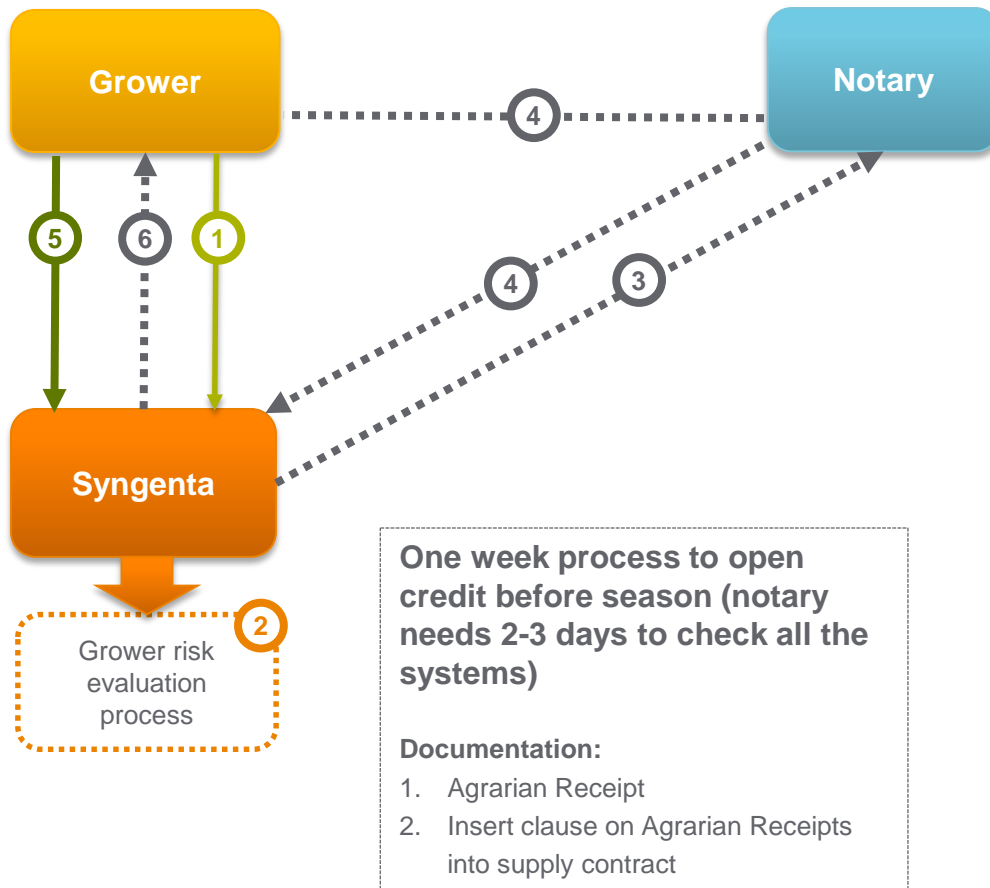 Grower
Notary
4
5
6
1
4
3
Syngenta
2
Grower risk
evaluation
process
One week process to open
credit before season (notary
needs 2-3 days to check all the
systems)
Documentation:
1. Agrarian Receipt
2. Insert clause on Agrarian Receipts
into supply contract